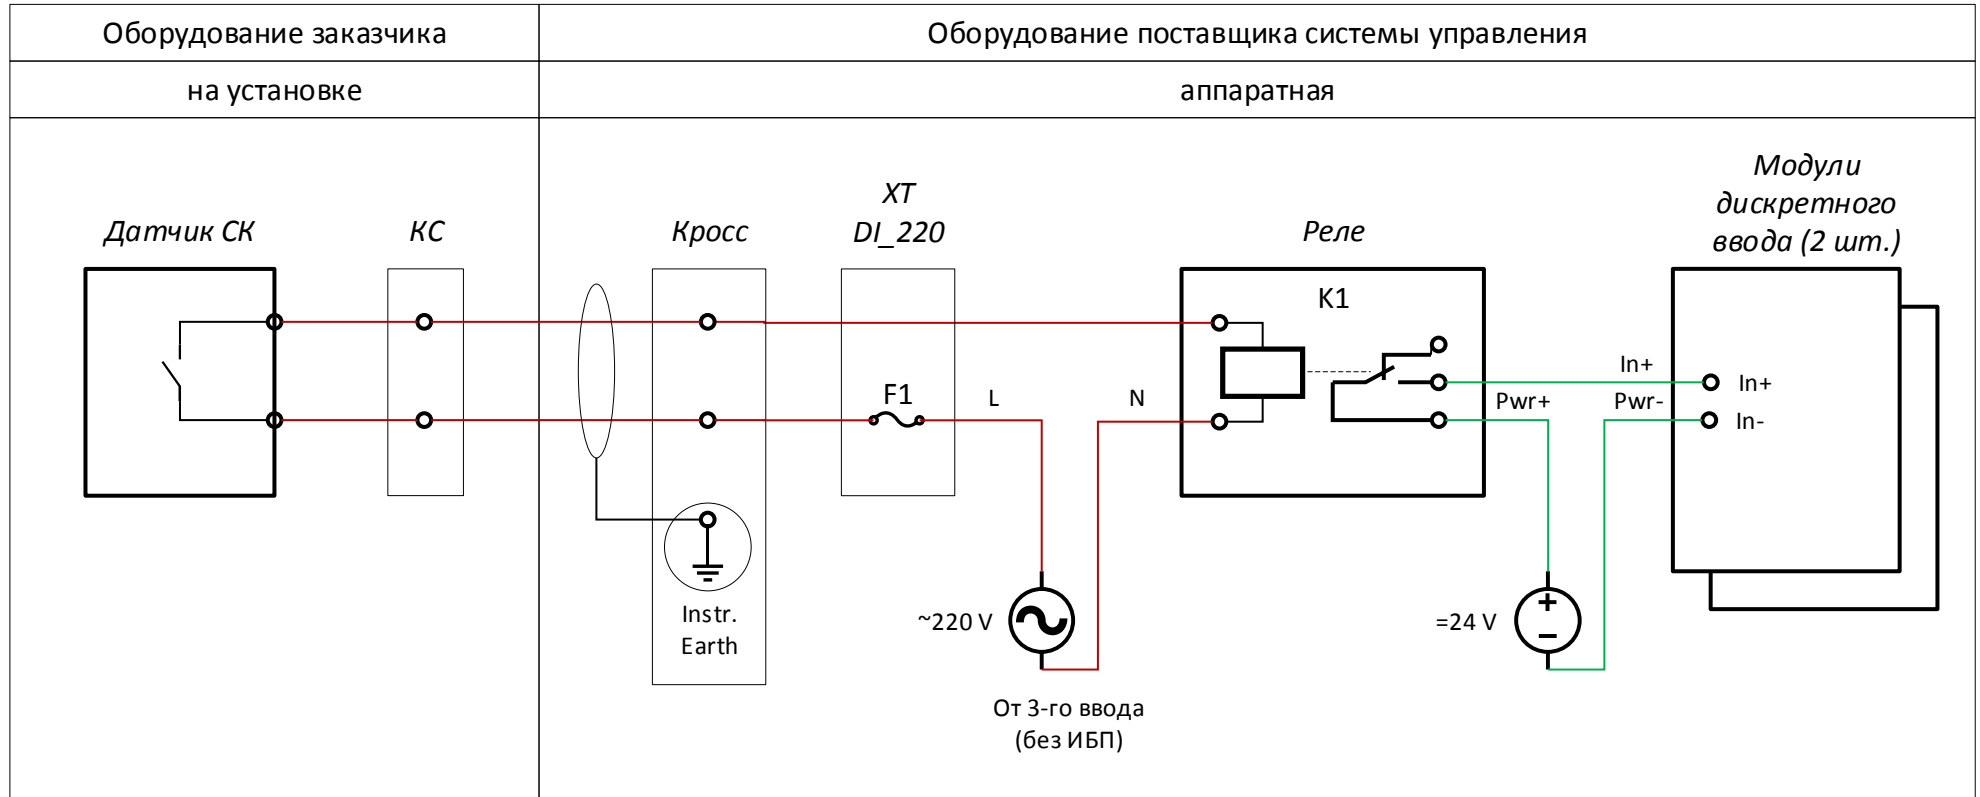 Оборудование заказчика
Оборудование поставщика системы управления
на установке
аппаратная
Датчик СК
КС
Кросс
XT
DI_220
Реле
Модули
дискретного
ввода (2 шт.)
K1
F1
L
N
In+
Pwr+
Pwr-
In+
In-
Instr.
Earth
~220 V
=24 V
От 3-го ввода
(без ИБП)